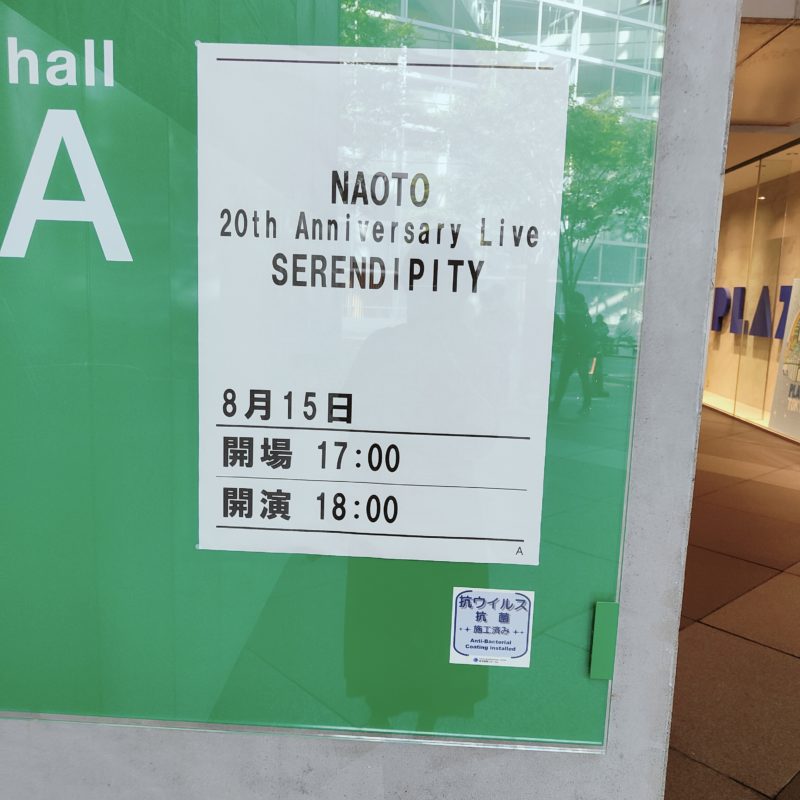 hall
A
NAOTO
20th Anniversary Live
SERENDIPITY
8月15日
開場 17:00
開演 18:00
A
抗ウイルス
抗菌
施工済み
Anti-Bacterial
Coating installed